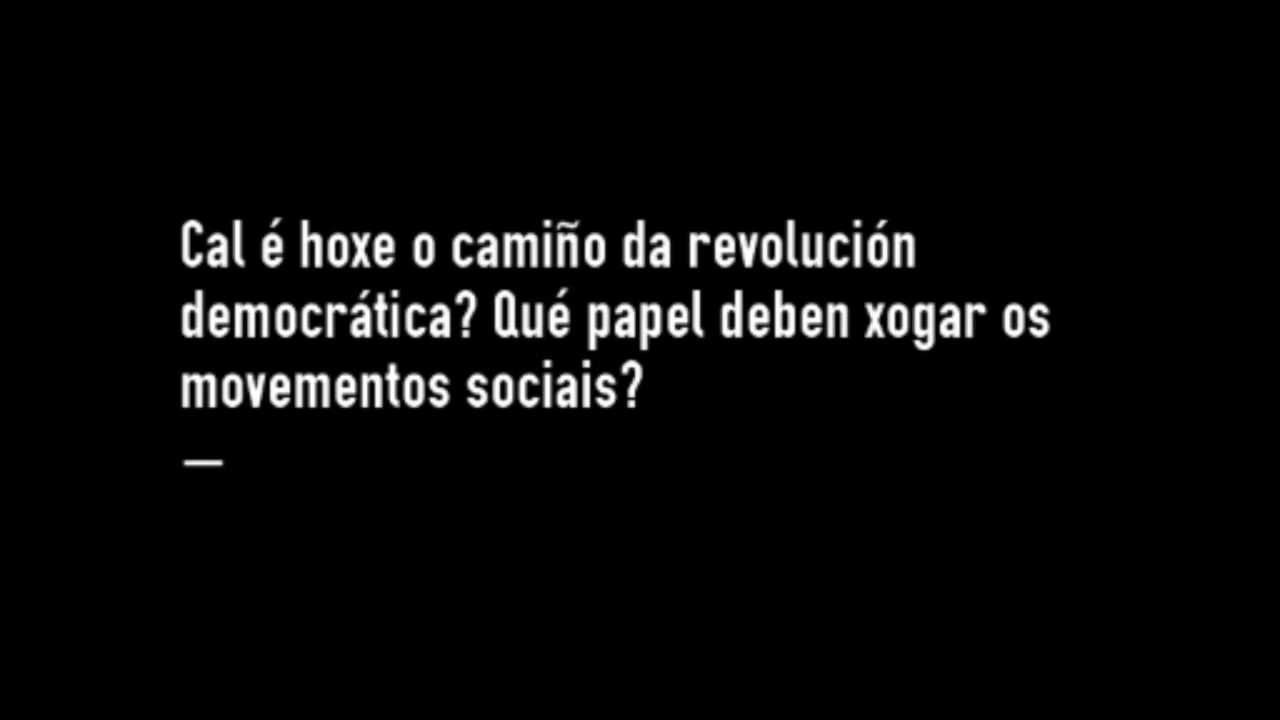 Cal é hoxe o camiño da revolución
democrática? Qué papel deben xogar os
movementos sociais?
—